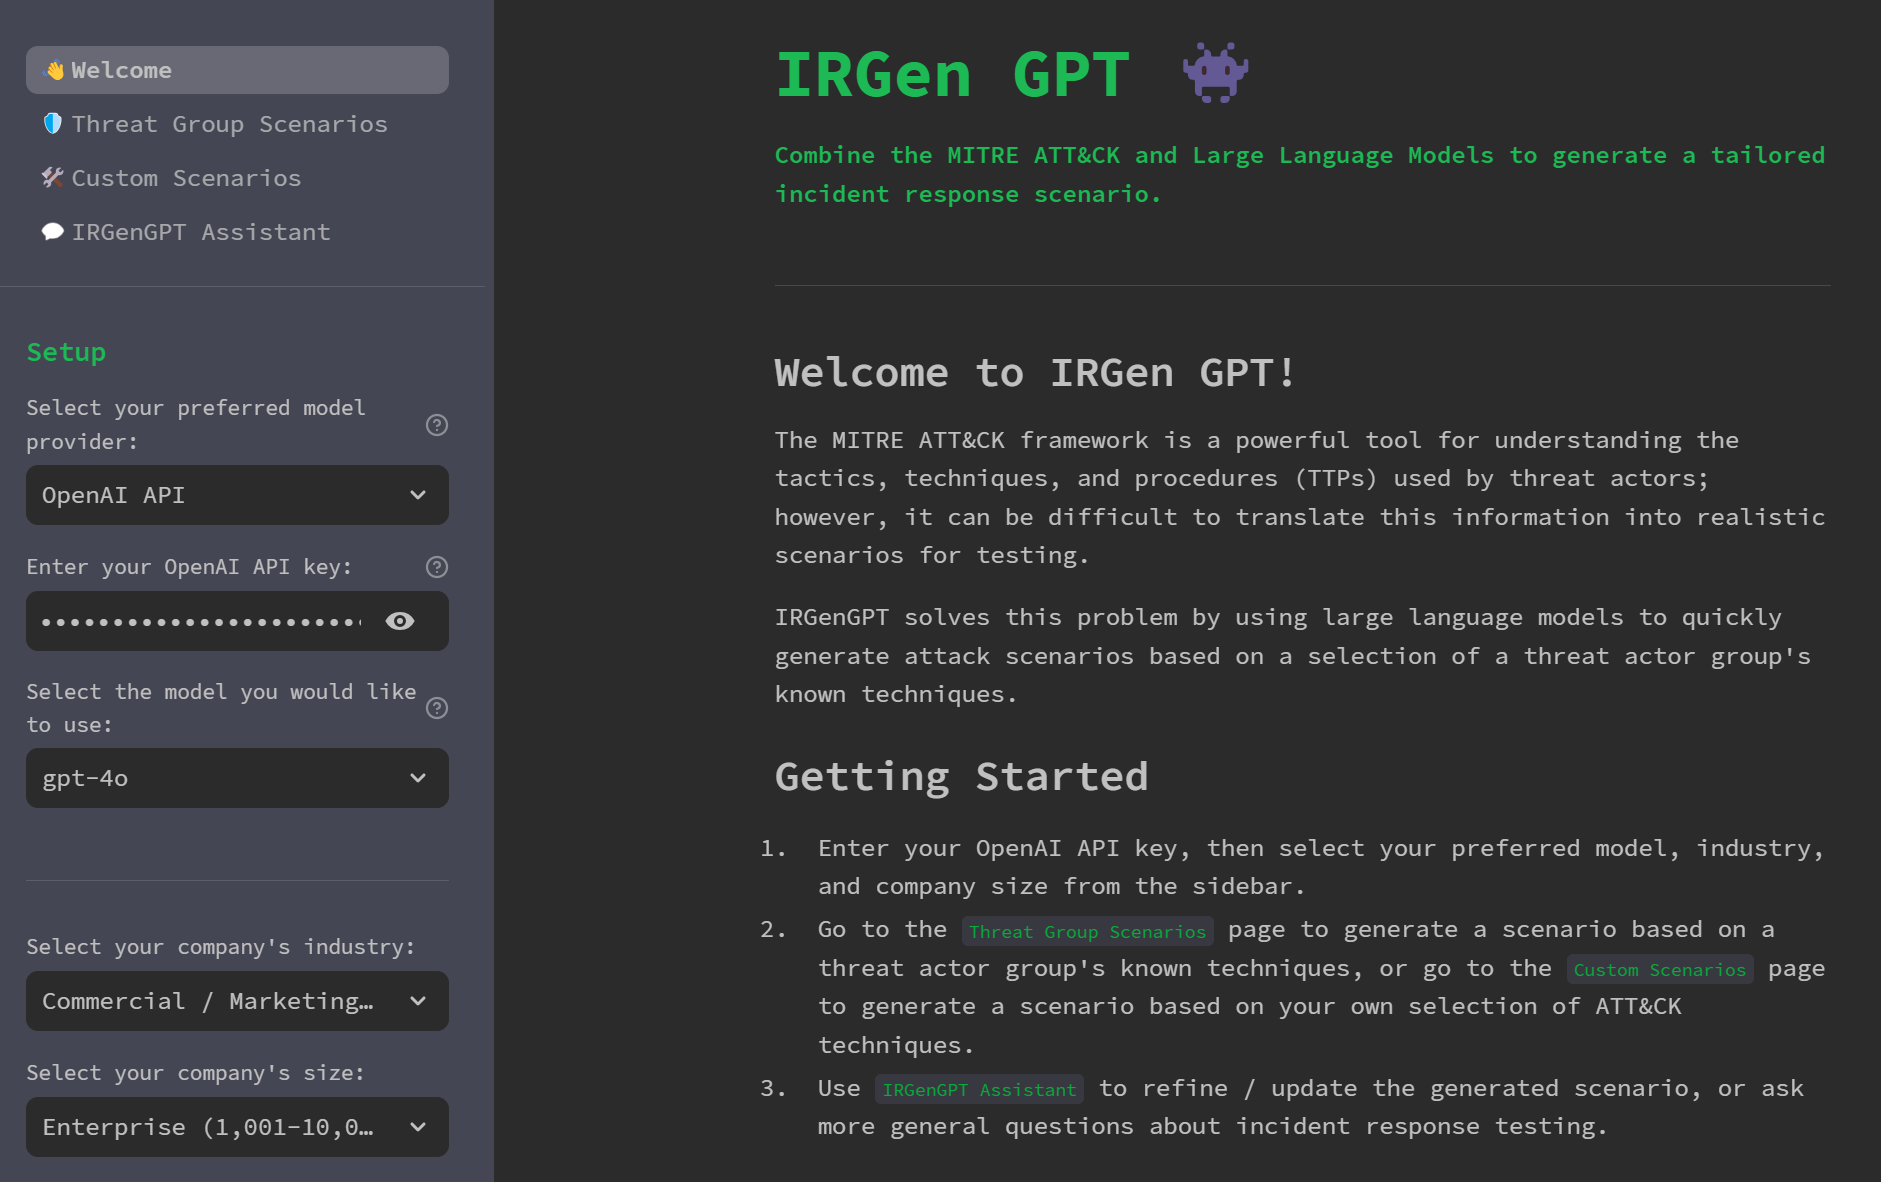 Welcome
Threat Group Scenarios
Custom Scenarios
IRGenGPT Assistant
Setup
Select your preferred model
provider:
OpenAI API
Enter your OpenAI API key:
Select the model you would like
to use:
gpt-4o
Select your company's industry:
Commercial / Marketing…
Select your company's size:
Enterprise (1,001-10,0…
IRGen GPT
Combine the MITRE ATT&CK and Large Language Models to generate a tailored
incident response scenario.
Welcome to IRGen GPT!
The MITRE ATT&CK framework is a powerful tool for understanding the
tactics, techniques, and procedures (TTPs) used by threat actors;
however, it can be difficult to translate this information into realistic
scenarios for testing.
IRGenGPT solves this problem by using large language models to quickly
generate attack scenarios based on a selection of a threat actor group's
known techniques.
Getting Started
1. Enter your OpenAI API key, then select your preferred model, industry,
and company size from the sidebar.
2. Go to the Threat Group Scenarios page to generate a scenario based on a
threat actor group's known techniques, or go to the Custom Scenarios page
to generate a scenario based on your own selection of ATT&CK
techniques.
3. Use IRGenGPT Assistant to refine / update the generated scenario, or ask
more general questions about incident response testing.